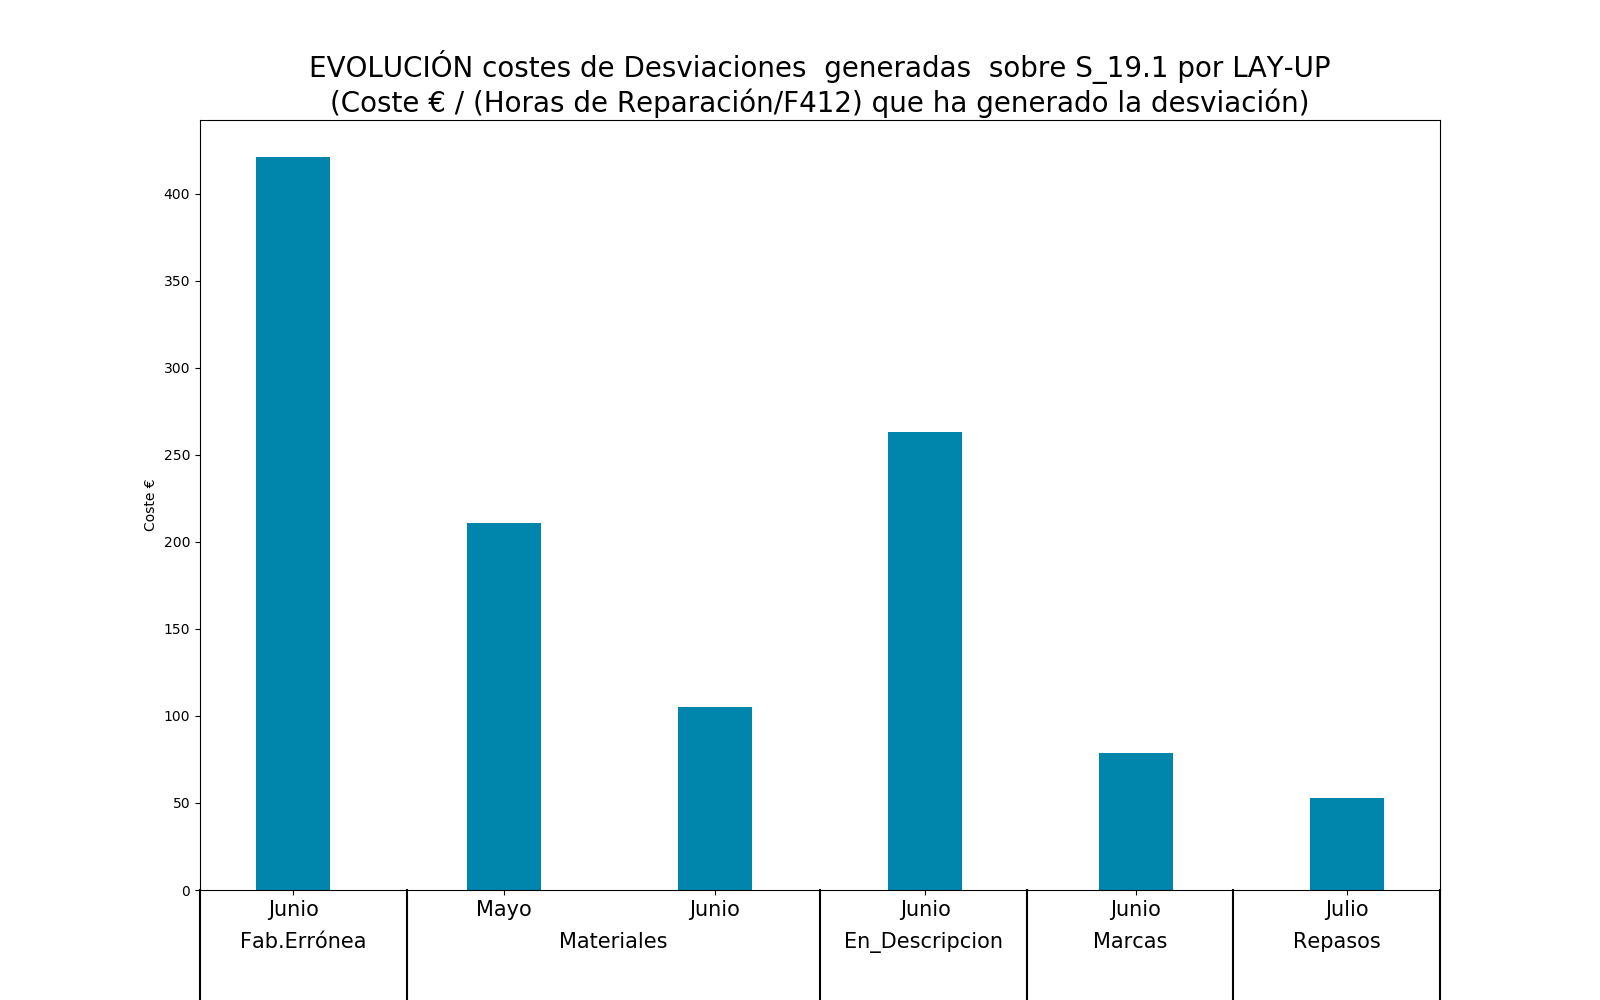 EVOLUCIÓN costes de Desviaciones  generadas  sobre S_19.1 por LAY-UP
(Coste € / (Horas de Reparación/F412) que ha generado la desviación)
400
350
300
250
200
150
100
50
0
Coste €
Junio Mayo Junio Junio Junio Julio
Fab.Errónea Materiales En_Descripcion Marcas Repasos